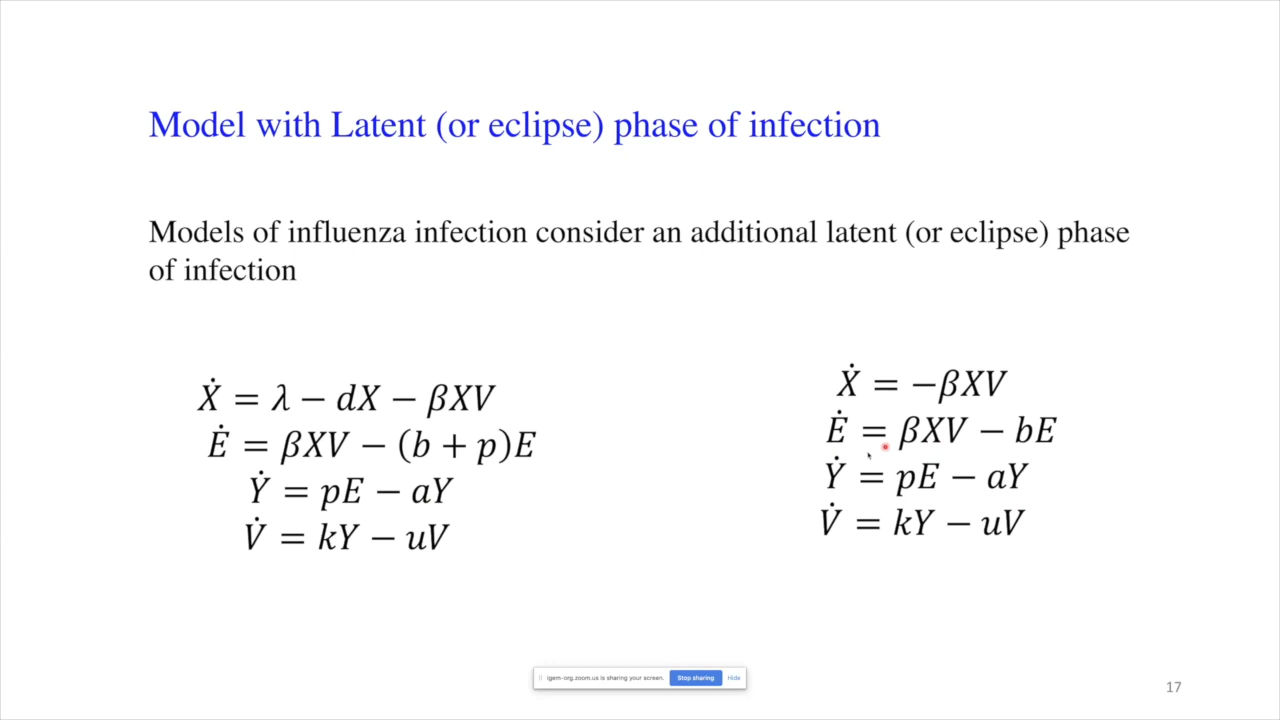 Model with Latent (or eclipse) phase of infection
Models of influenza infection consider an additional latent (or eclipse) phase
of infection
Ẋ = λ − dX − βXV
Ė = βXV − (b + p)E
Ẏ = pE − aY
V̇ = kY − uV
Ẋ = −βXV
Ė = βXV − bE
Ẏ = pE − aY
V̇ = kY − uV
igem-org.zoom.us is sharing your screen. Stop sharing Hide
17